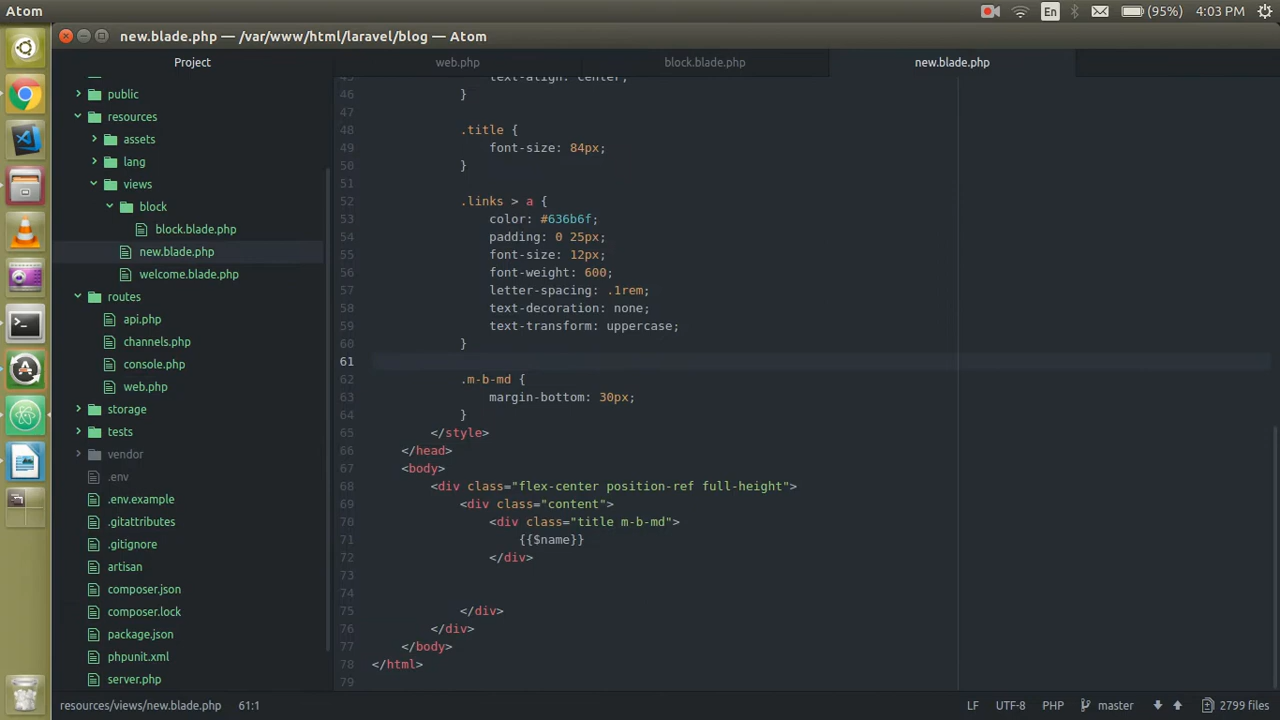 Atom
En
(95%)
4:03 PM
new.blade.php — /var/www/html/laravel/blog — Atom
Project
web.php
block.blade.php
new.blade.php
public
resources
assets
lang
views
block
block.blade.php
new.blade.php
welcome.blade.php
routes
api.php
channels.php
console.php
web.php
storage
tests
vendor
.env
.env.example
.gitattributes
.gitignore
artisan
composer.json
composer.lock
package.json
phpunit.xml
server.php
45 text-align: center;
46 }
47
48 .title {
49 font-size: 84px;
50 }
51
52 .links > a {
53 color: #636b6f;
54 padding: 0 25px;
55 font-size: 12px;
56 font-weight: 600;
57 letter-spacing: .1rem;
58 text-decoration: none;
59 text-transform: uppercase;
60 }
61
62 .m-b-md {
63 margin-bottom: 30px;
64 }
65 </style>
66 </head>
67 <body>
68 <div class="flex-center position-ref full-height">
69 <div class="content">
70 <div class="title m-b-md">
71 {{$name}}
72 </div>
73
74
75 </div>
76 </div>
77 </body>
78 </html>
79
resources/views/new.blade.php 61:1
LF UTF-8 PHP master 2799 files